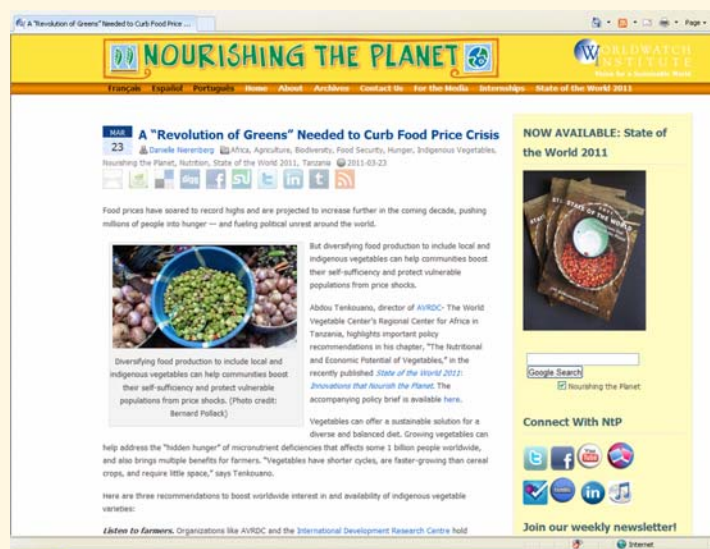 A "Revolution of Greens" Needed to Curb Food Price ...
Page
NOURISHING THE PLANET
WORLDWATCH
INSTITUTE
Vision for a Sustainable World
Français Español Português Home About Archives Contact Us For the Media Internships State of the World 2011
MAR
23
A "Revolution of Greens" Needed to Curb Food Price Crisis
Danielle Nierenberg Africa, Agriculture, Biodiversity, Food Security, Hunger, Indigenous Vegetables,
Nourishing the Planet, Nutrition, State of the World 2011, Tanzania 2011-03-23
digg
Food prices have soared to record highs and are projected to increase further in the coming decade, pushing
millions of people into hunger — and fueling political unrest around the world.
But diversifying food production to include local and
indigenous vegetables can help communities boost
their self-sufficiency and protect vulnerable
populations from price shocks.
Abdou Tenkouano, director of AVRDC- The World
Vegetable Center's Regional Center for Africa in
Tanzania, highlights important policy
recommendations in his chapter, "The Nutritional
and Economic Potential of Vegetables," in the
recently published State of the World 2011:
Innovations that Nourish the Planet. The
accompanying policy brief is available here.
Diversifying food production to include local and
indigenous vegetables can help communities boost
their self-sufficiency and protect vulnerable
populations from price shocks. (Photo credit:
Bernard Pollack)
Vegetables can offer a sustainable solution for a
diverse and balanced diet. Growing vegetables can
help address the "hidden hunger" of micronutrient deficiencies that affects some 1 billion people worldwide,
and also brings multiple benefits for farmers. "Vegetables have shorter cycles, are faster-growing than cereal
crops, and require little space," says Tenkouano.
Here are three recommendations to boost worldwide interest in and availability of indigenous vegetable
varieties:
Listen to farmers. Organizations like AVRDC and the International Development Research Centre hold
NOW AVAILABLE: State of
the World 2011
STATE OF THE WORLD
Google Search
Nourishing the Planet
Connect With NtP
You
Tube
Join our weekly newsletter!
Internet